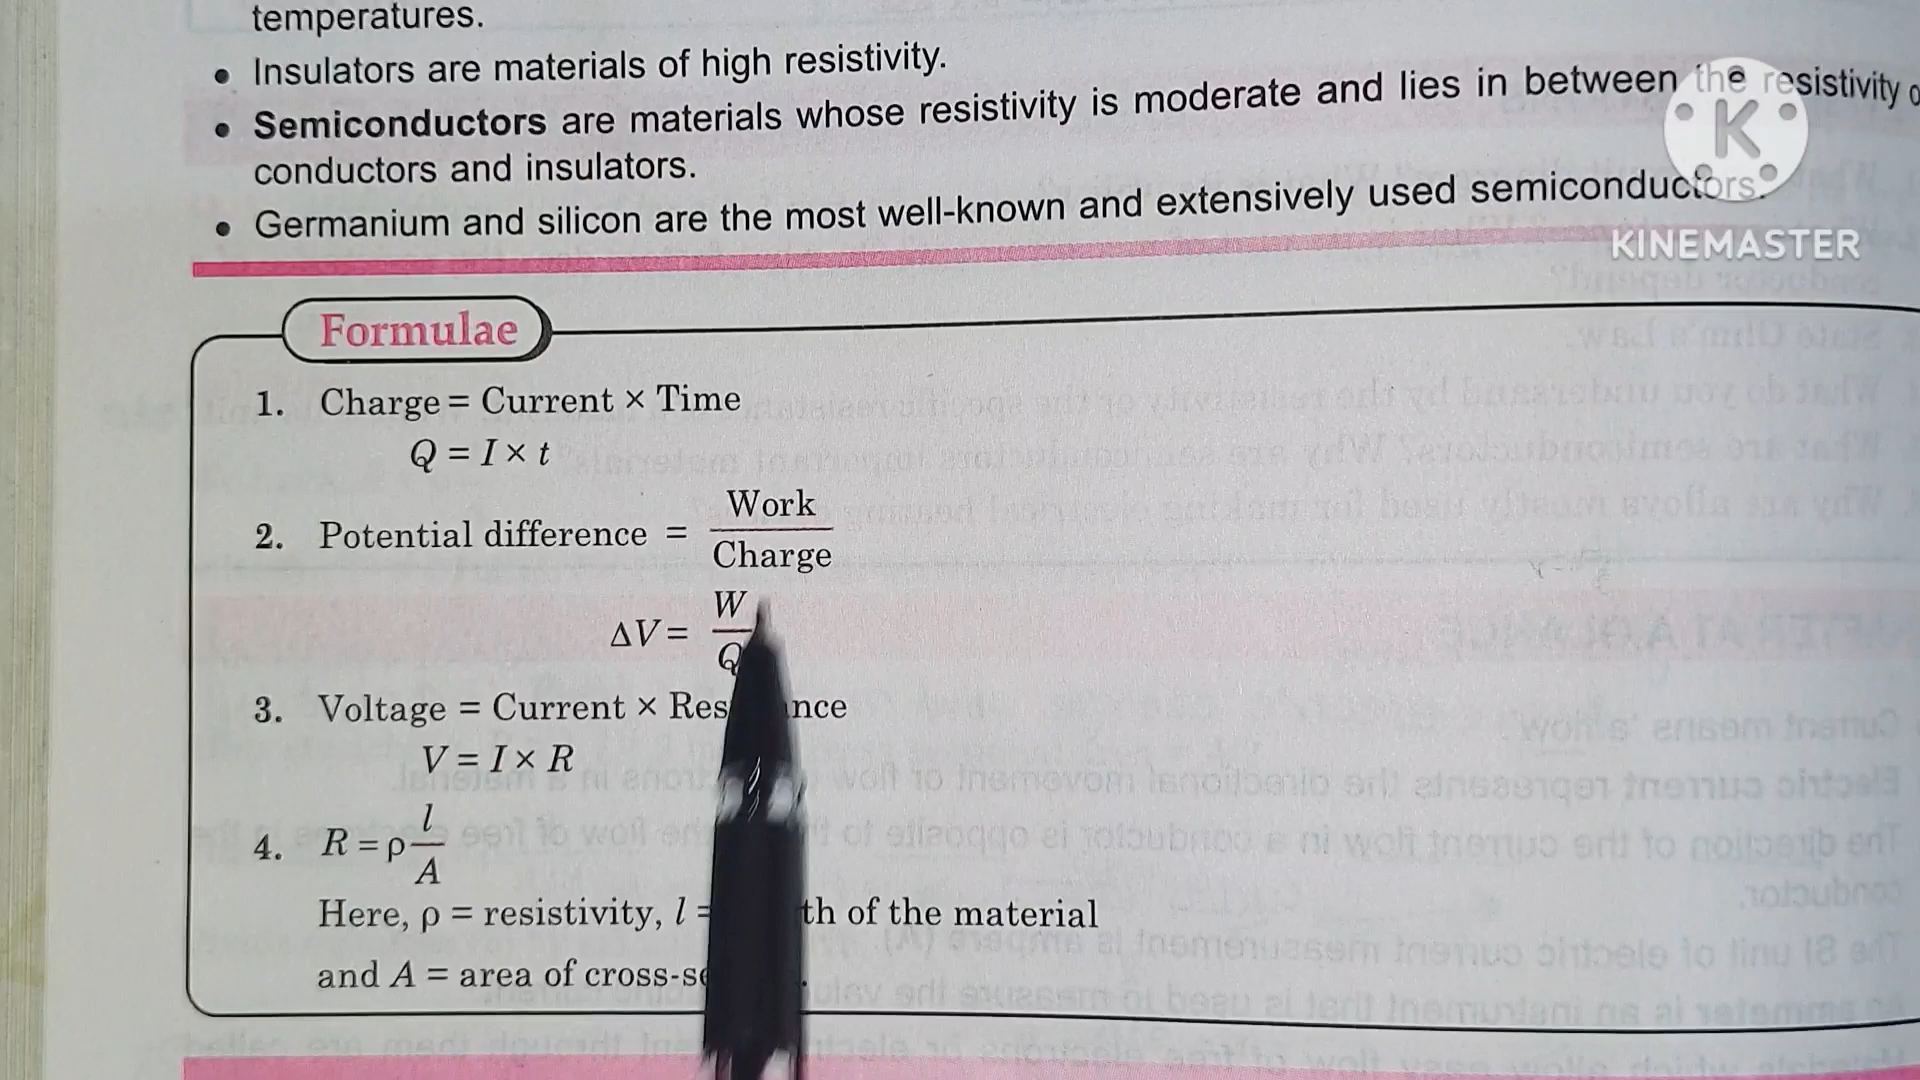 temperatures.
• Insulators are materials of high resistivity.
• Semiconductors are materials whose resistivity is moderate and lies in between the resistivity
conductors and insulators.
• Germanium and silicon are the most well-known and extensively used semiconductors.
K
KINEMASTER
Formulae
1. Charge = Current × Time
Q = I × t
2. Potential difference = Work
Charge
ΔV = W
Q
3. Voltage = Current × Resistance
V = I × R
4. R = ρ l
A
Here, ρ = resistivity, l = th of the material
and A = area of cross-se